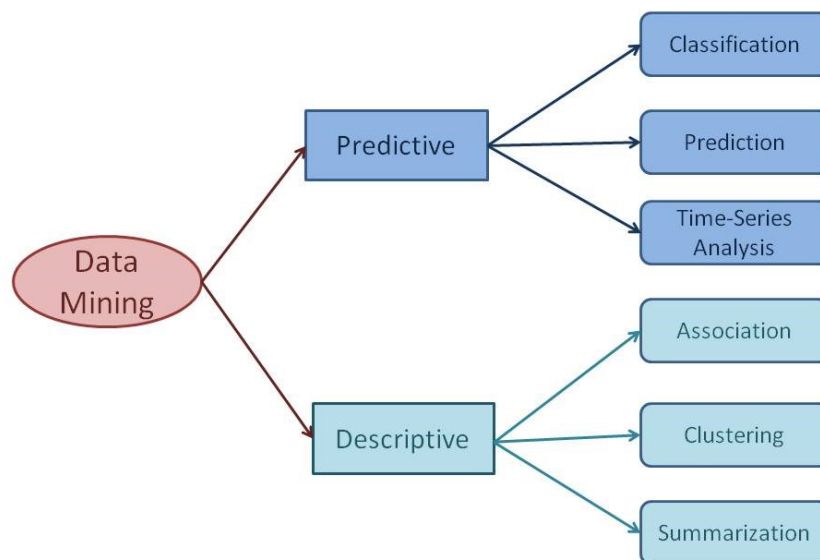 Classification
Predictive
Prediction
Time-Series
Analysis
Data
Mining
Association
Descriptive
Clustering
Summarization